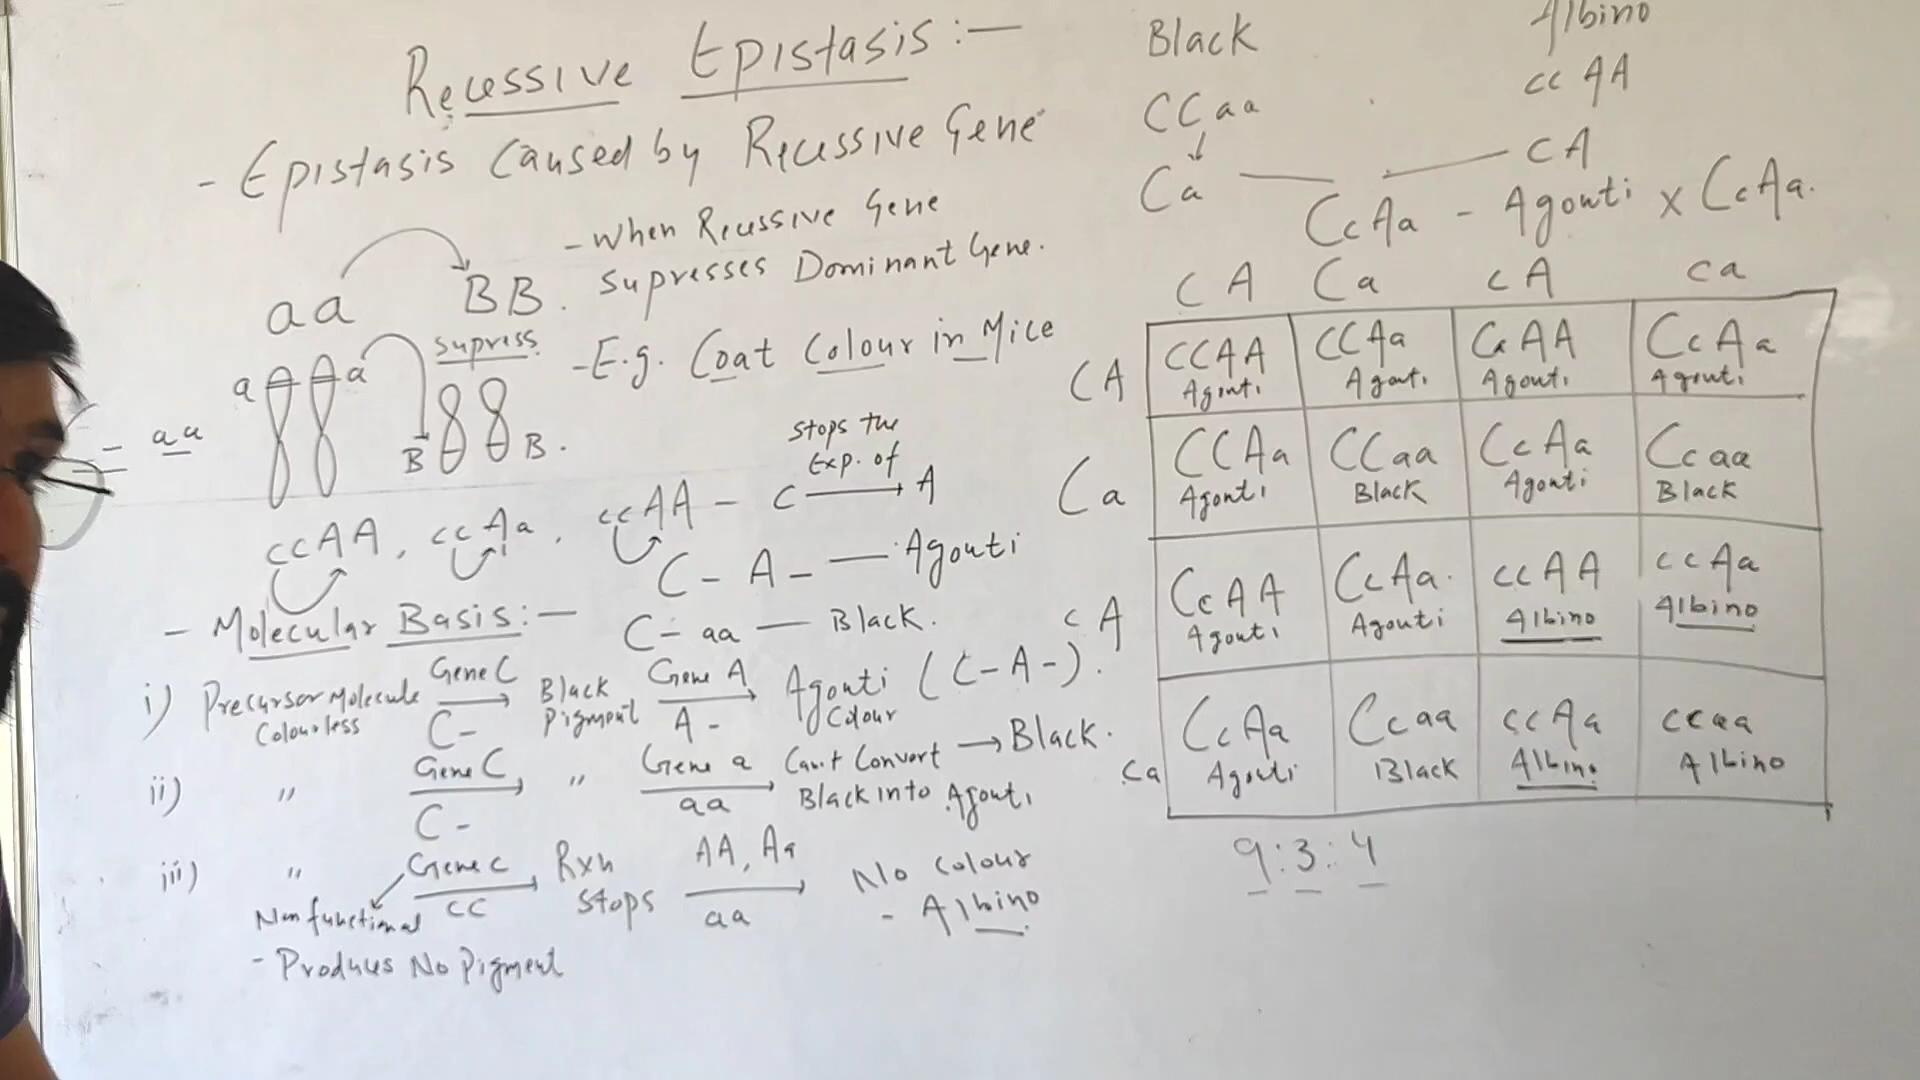 Recessive Epistasis :-
- Epistasis Caused by Recessive Gene
- When Recessive Gene
supresses Dominant Gene.
aa BB.
supress.
- E.g. Coat Colour in Mice
a a
= aa
B B.
Stops the
Exp. of
ccAA, ccAa, ccAA - c → A
C- A- — Agouti
C- aa — Black.
- Molecular Basis :-
i) Precursor Molecule Gene C Black Gene A Agouti (C-A-).
Colourless C- Pigment A- Colour
ii) " Gene C, " Gene a Can't Convert → Black.
C- aa Black into Agouti
iii) " Gene c Rxn AA, Aa No colour
Nonfunctional cc stops aa - Albino
- Produces No Pigment
Black Albino
CCaa ccAA
Ca cA
CcAa - Agouti x CcAa.
CA Ca cA ca
CA CCAA CCAa CcAA CcAa
Agouti Agouti Agouti Agouti
Ca CCAa CCaa CcAa Ccaa
Agouti Black Agouti Black
cA CcAA CcAa. ccAA ccAa
Agouti Agouti Albino Albino
ca CcAa Ccaa ccAa ccaa
Agouti Black Albino Albino
9:3:4